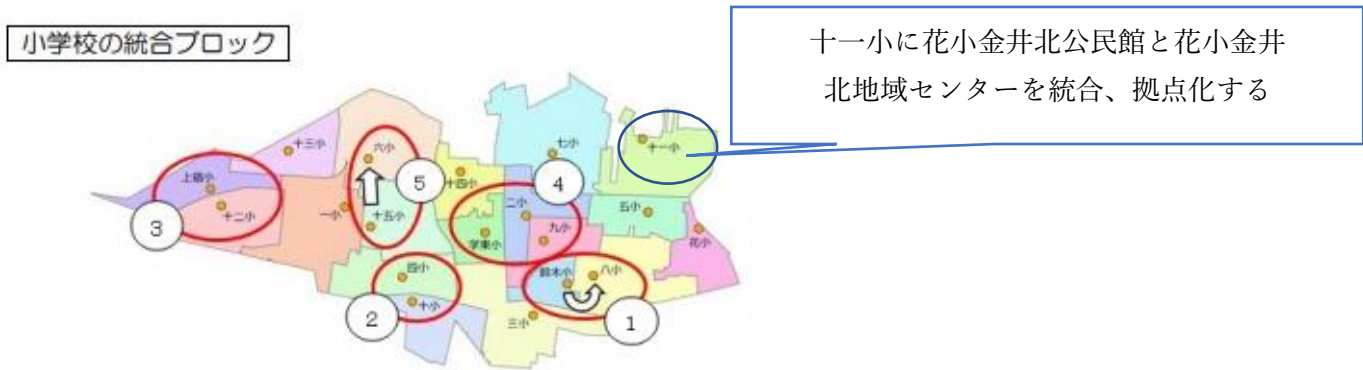 小学校の統合ブロック
十一小に花小金井北公民館と花小金井
北地域センターを統合、拠点化する
十三小
六小
七小
十一小
上宿小
十二小
3
一小
5
十四小
4
十五小
二小
学東小
九小
五小
花小
四小
十小
2
鈴木小
八小
三小
1